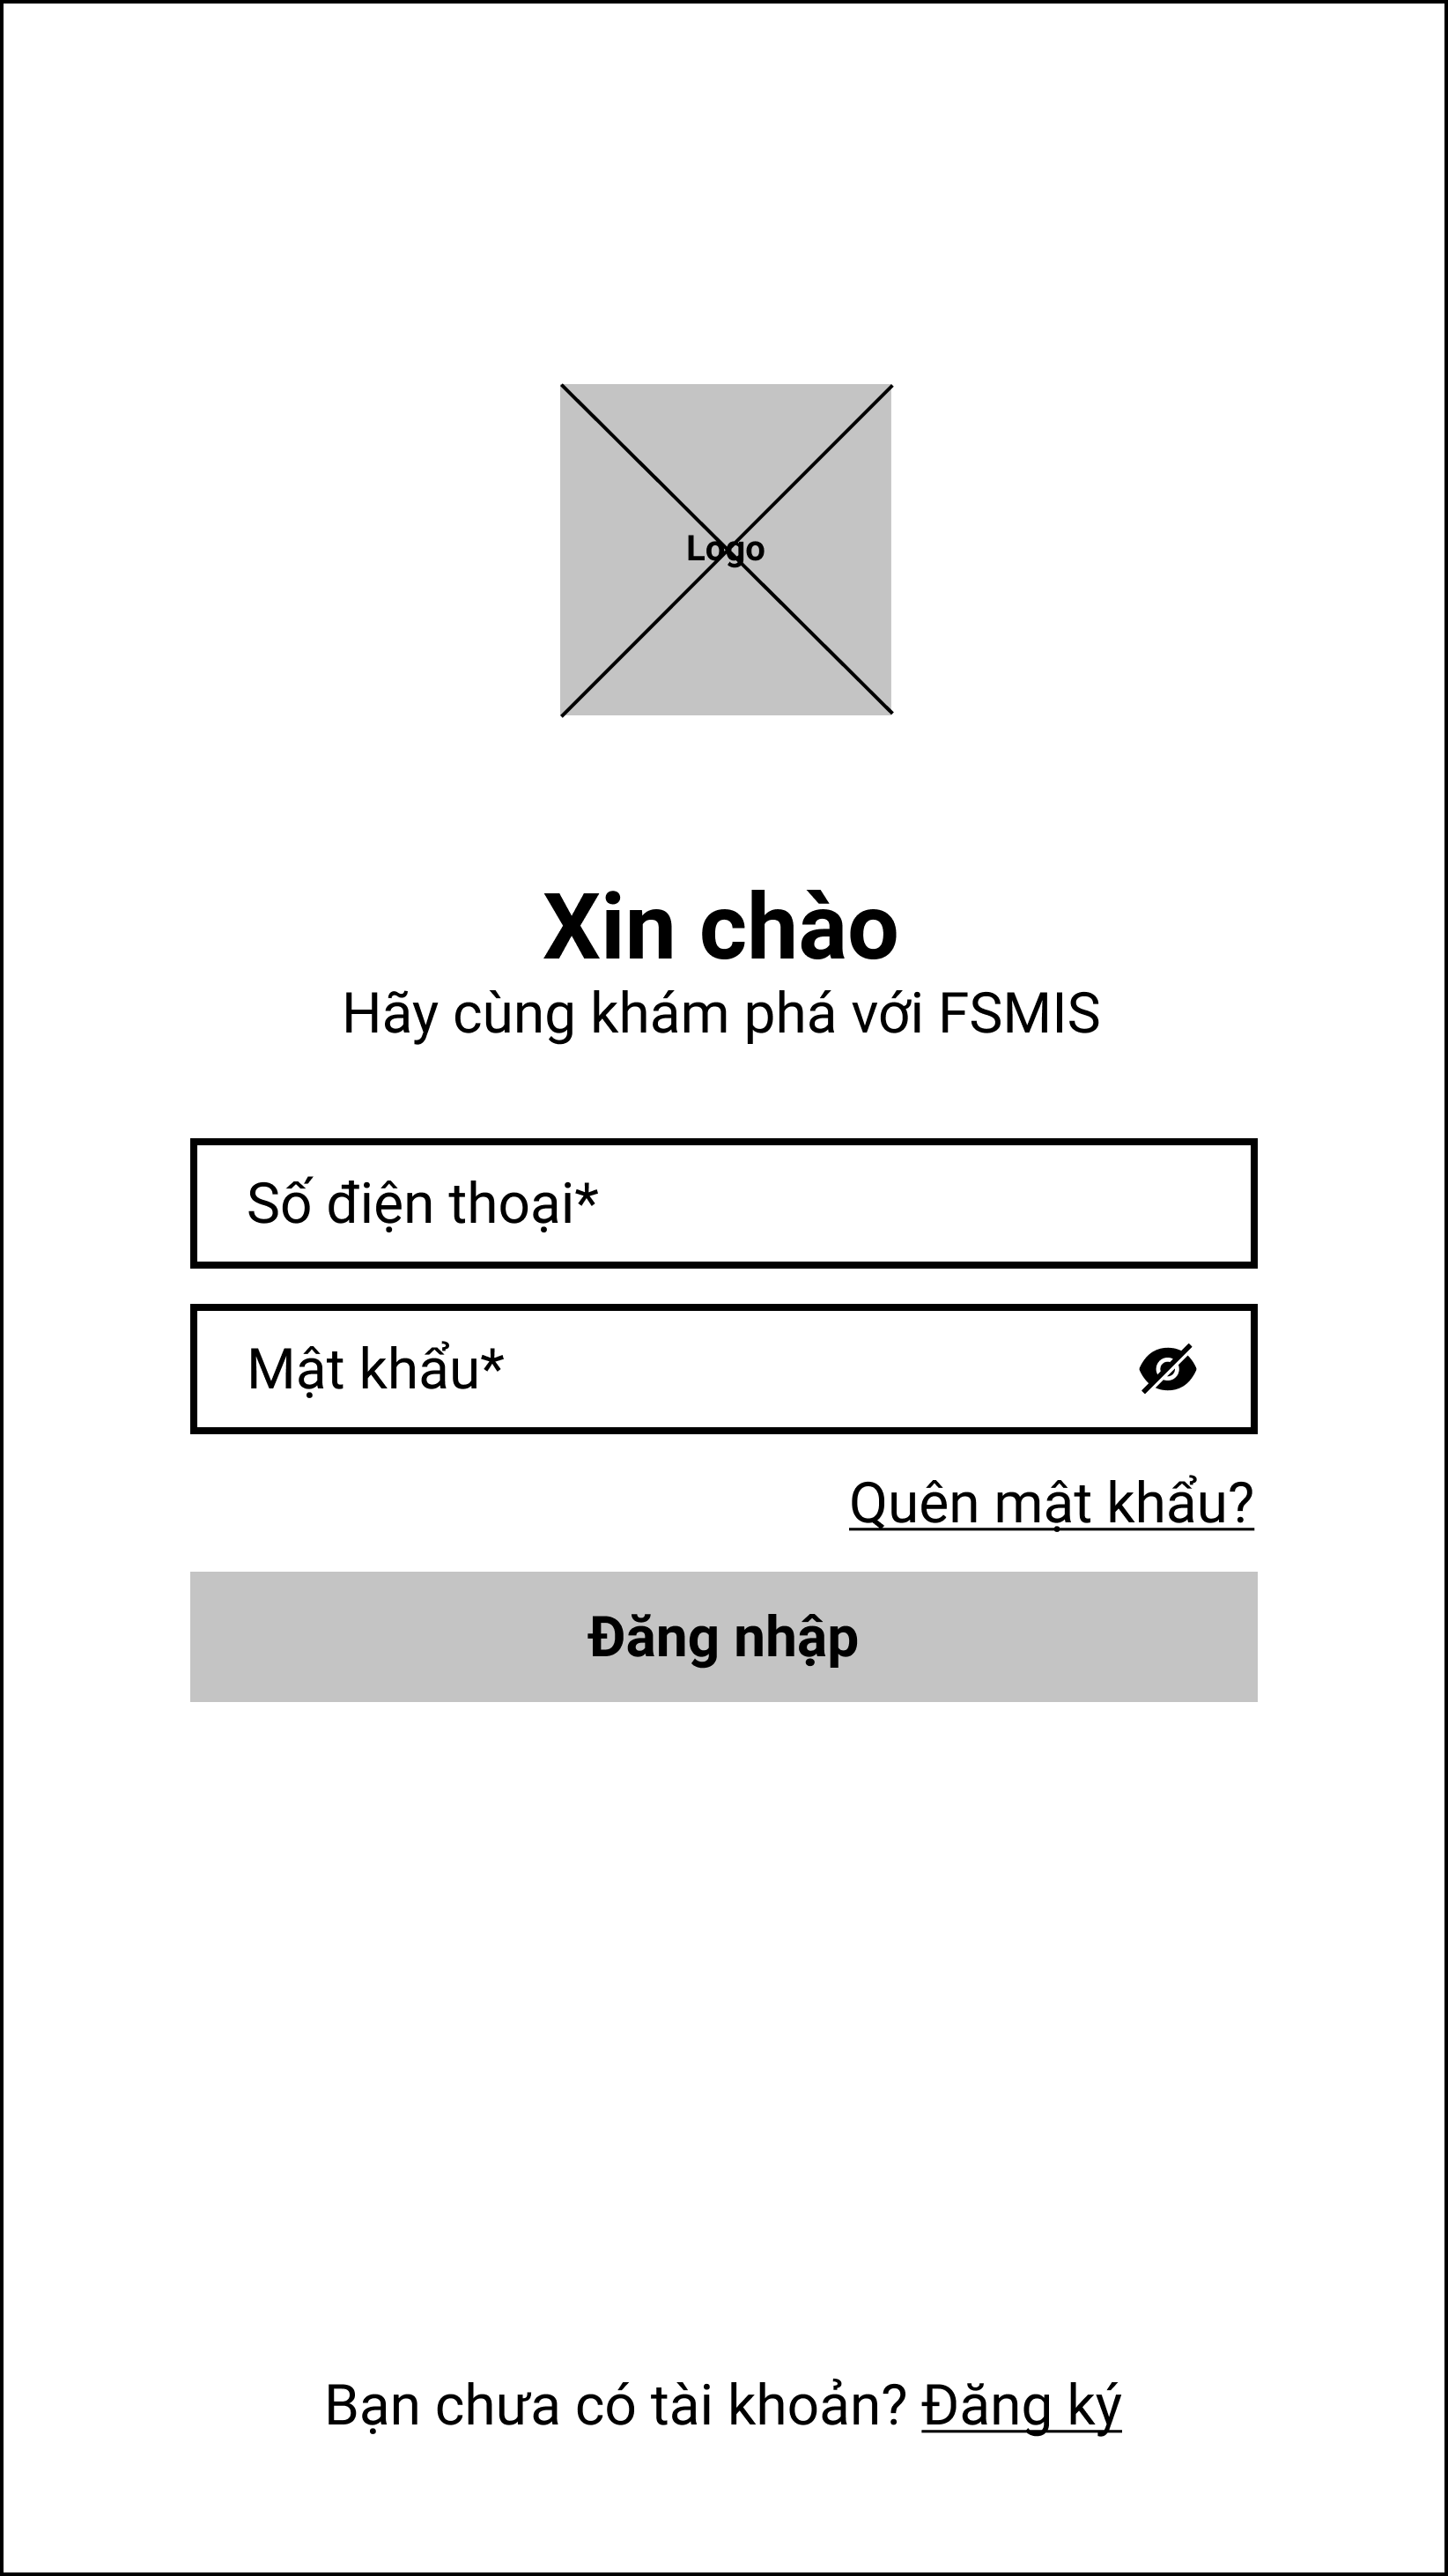 Logo
Xin chào
Hãy cùng khám phá với FSMIS
Số điện thoại*
Mật khẩu*
Quên mật khẩu?
Đăng nhập
Bạn chưa có tài khoản? Đăng ký